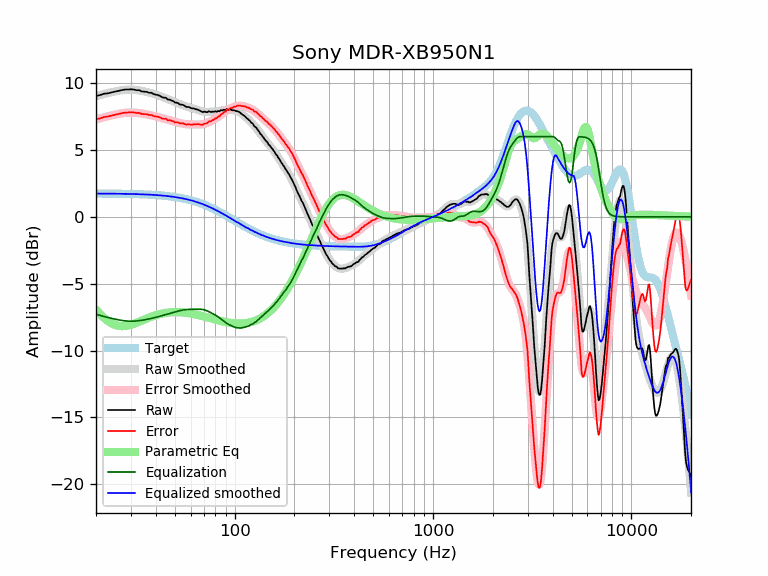 Sony MDR-XB950N1
10
5
0
−5
−10
−15
−20
Amplitude (dBr)
Target
Raw Smoothed
Error Smoothed
Raw
Error
Parametric Eq
Equalization
Equalized smoothed
100
1000
10000
Frequency (Hz)